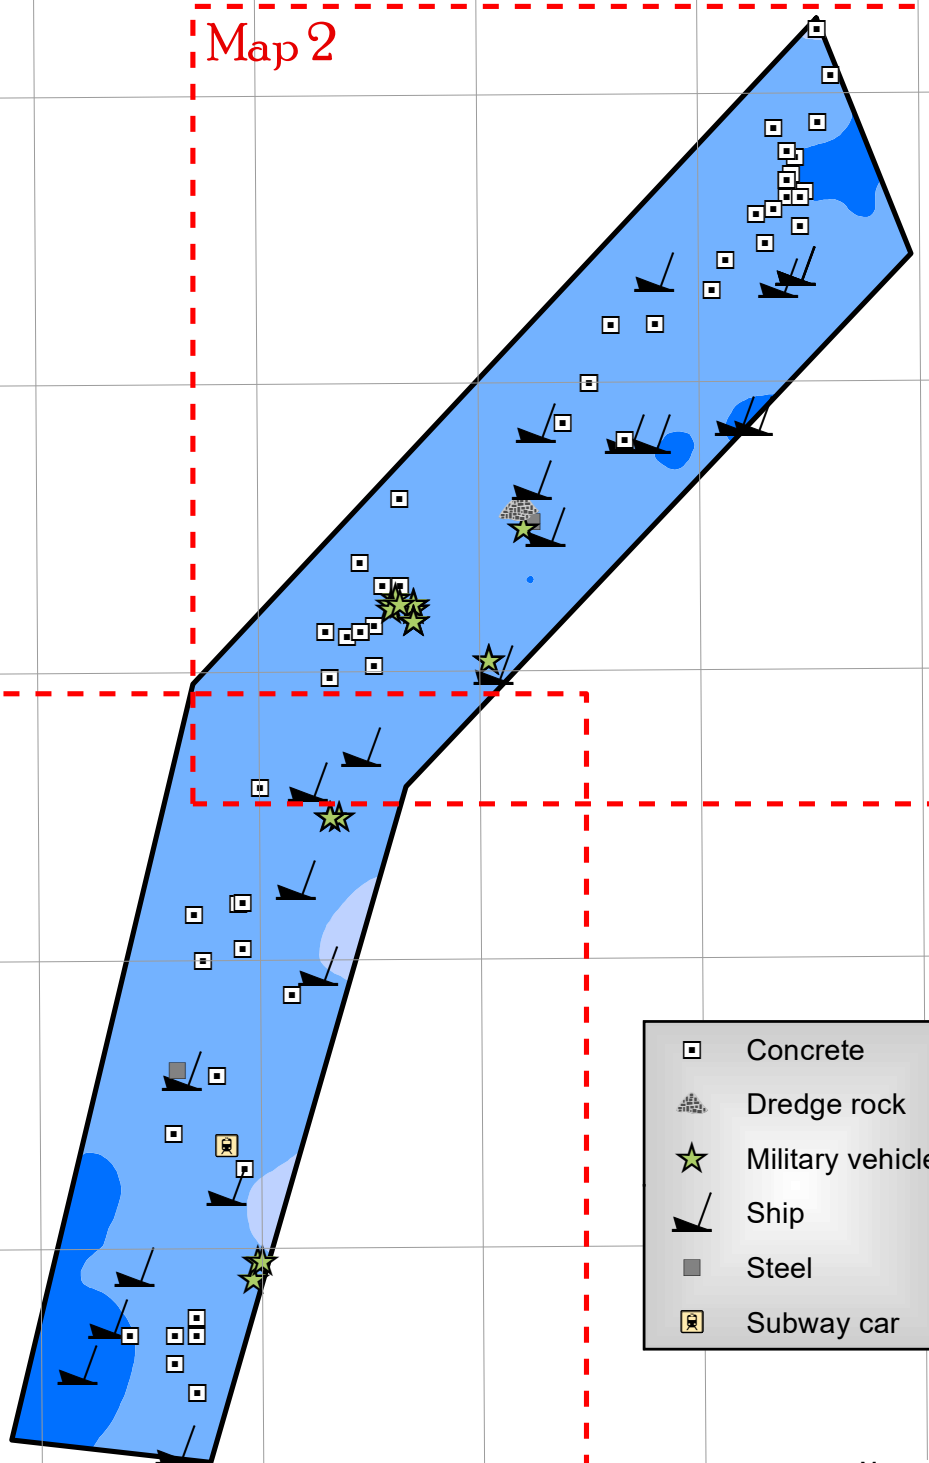 Map 2
Concrete
Dredge rock
Military vehicle
Ship
Steel
Subway car